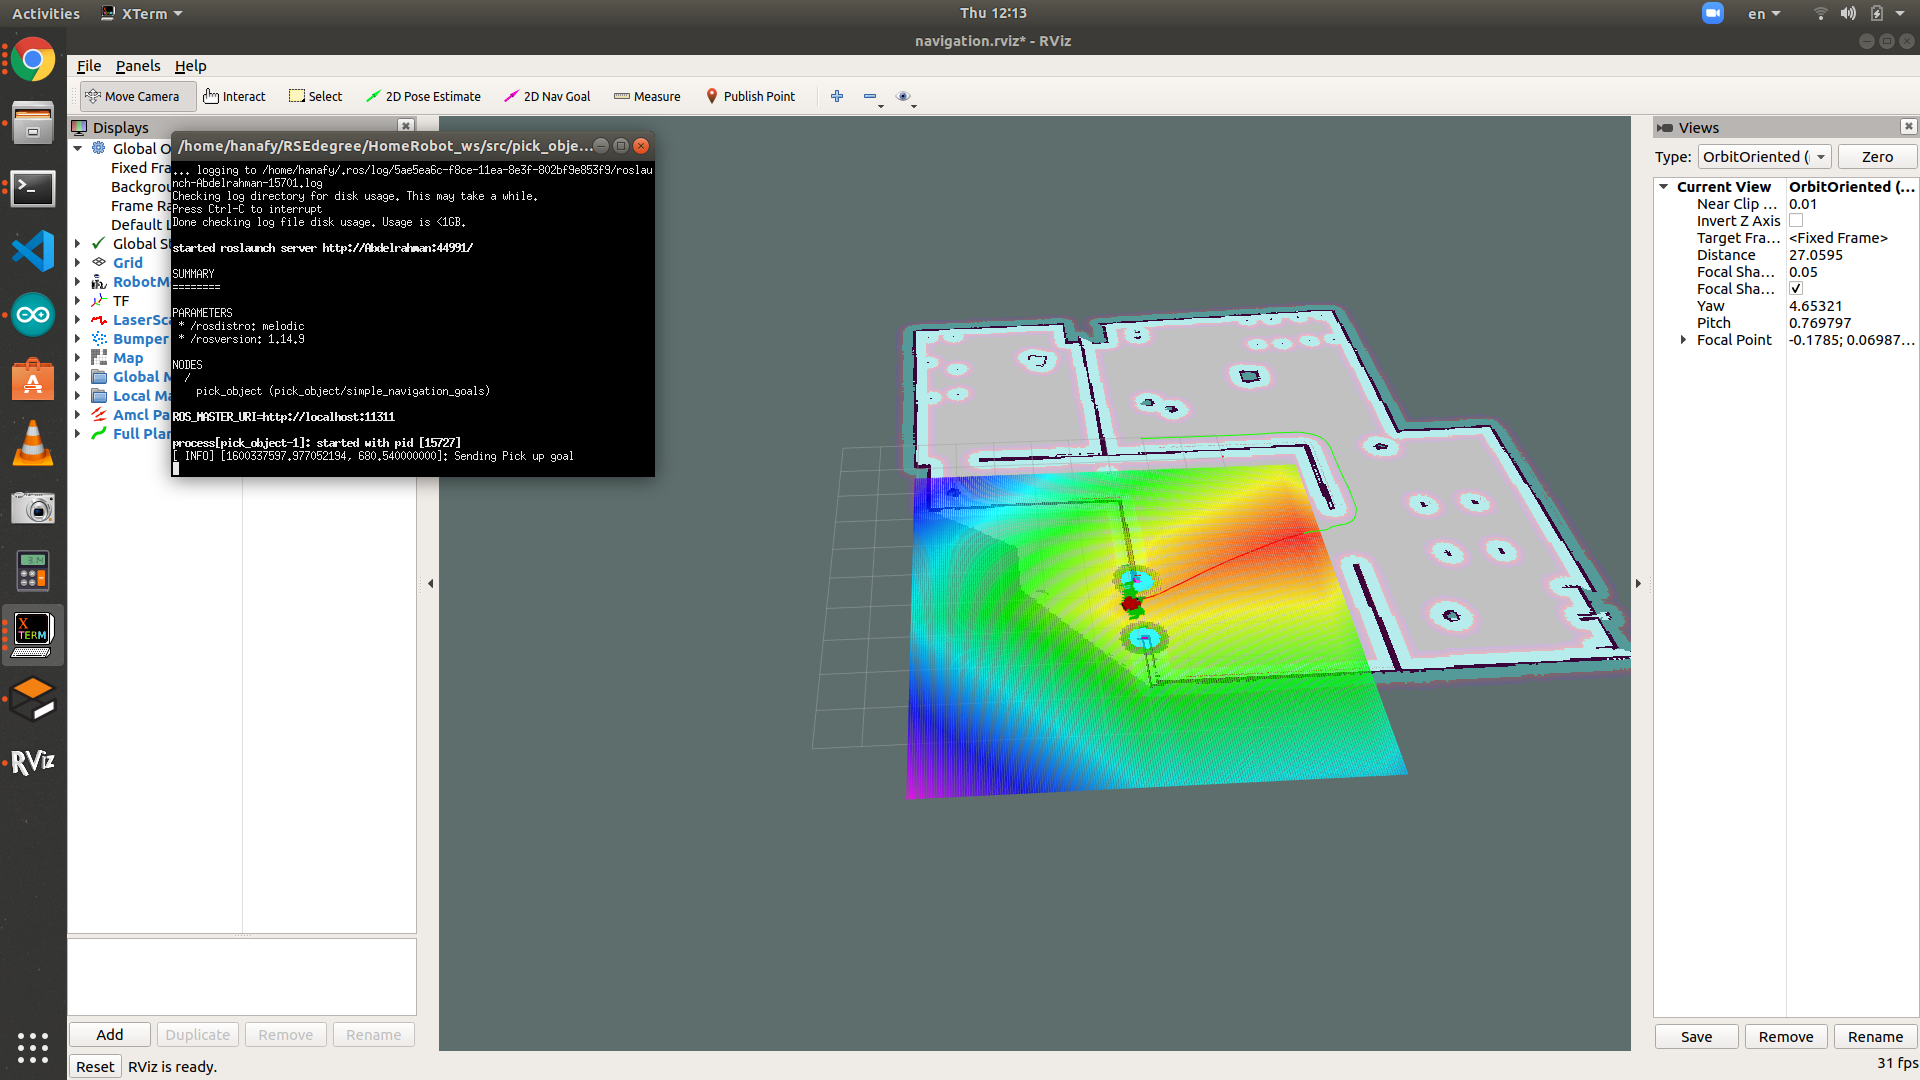 Activities
XTerm
Thu 12:13
en
navigation.rviz* - RViz
File Panels Help
Move Camera Interact Select 2D Pose Estimate 2D Nav Goal Measure Publish Point
Displays
Global O
Fixed Fra
Backgrou
Frame Ra
Default L
Global S
Grid
RobotM
TF
LaserSca
Bumper
Map
Global M
Local Ma
Amcl Pa
Full Plan
/home/hanafy/RSEdegree/HomeRobot_ws/src/pick_obje...
... logging to /home/hanafy/.ros/log/5ae5ea6c-f8ce-11ea-8e3f-802bf9e853f9/roslau
nch-Abdelrahman-15701.log
Checking log directory for disk usage. This may take a while.
Press Ctrl-C to interrupt
Done checking log file disk usage. Usage is <1GB.
started roslaunch server http://Abdelrahman:44991/
SUMMARY
========
PARAMETERS
* /rosdistro: melodic
* /rosversion: 1.14.9
NODES
/
pick_object (pick_object/simple_navigation_goals)
ROS_MASTER_URI=http://localhost:11311
process[pick_object-1]: started with pid [15727]
[ INFO] [1600337597.977052194, 680.540000000]: Sending Pick up goal
Views
Type: OrbitOriented ( Zero
Current View OrbitOriented (...
Near Clip ... 0.01
Invert Z Axis
Target Fra... <Fixed Frame>
Distance 27.0595
Focal Sha... 0.05
Focal Sha...
Yaw 4.65321
Pitch 0.769797
Focal Point -0.1785; 0.06987...
X
TERM
RViz
Add Duplicate Remove Rename
Save Remove Rename
Reset RViz is ready.
31 fps